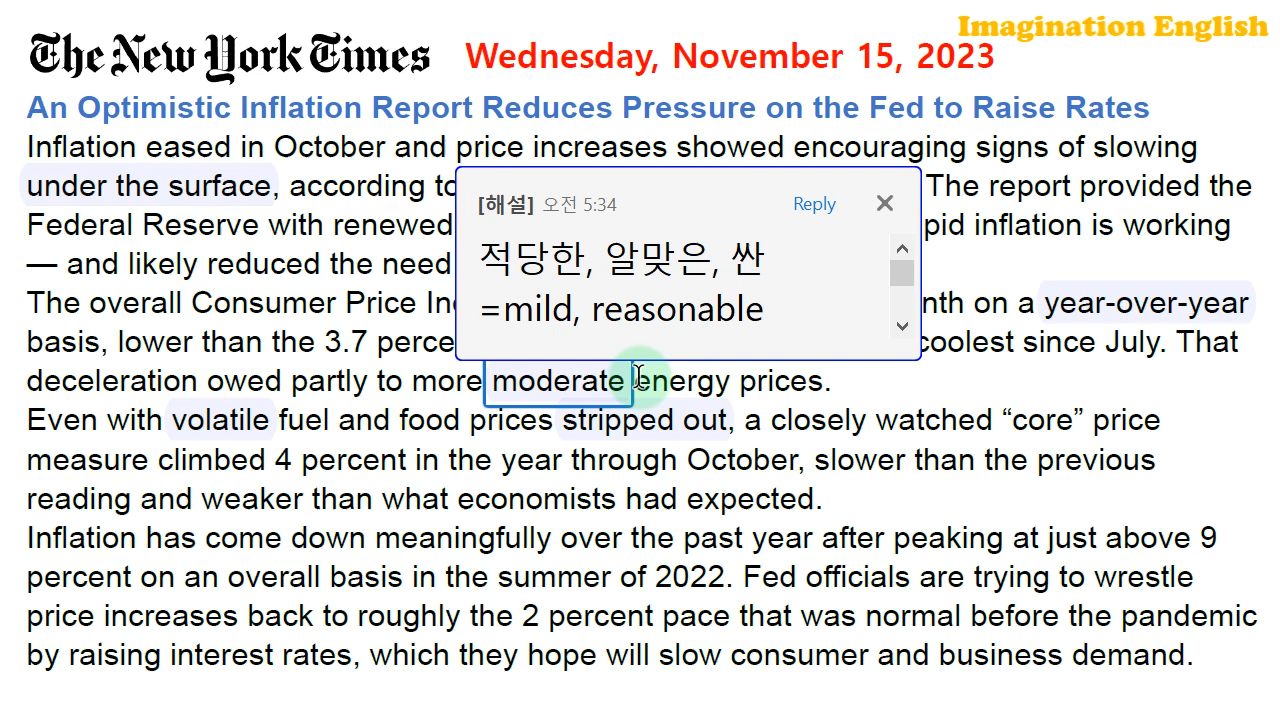 Imagination English
The New York Times Wednesday, November 15, 2023
An Optimistic Inflation Report Reduces Pressure on the Fed to Raise Rates
Inflation eased in October and price increases showed encouraging signs of slowing
under the surface, according to The report provided the
Federal Reserve with renewed pid inflation is working
— and likely reduced the need
The overall Consumer Price In nth on a year-over-year
basis, lower than the 3.7 perce coolest since July. That
[해설] 오전 5:34 Reply
적당한, 알맞은, 싼
=mild, reasonable
deceleration owed partly to more moderate energy prices.
Even with volatile fuel and food prices stripped out, a closely watched “core” price
measure climbed 4 percent in the year through October, slower than the previous
reading and weaker than what economists had expected.
Inflation has come down meaningfully over the past year after peaking at just above 9
percent on an overall basis in the summer of 2022. Fed officials are trying to wrestle
price increases back to roughly the 2 percent pace that was normal before the pandemic
by raising interest rates, which they hope will slow consumer and business demand.